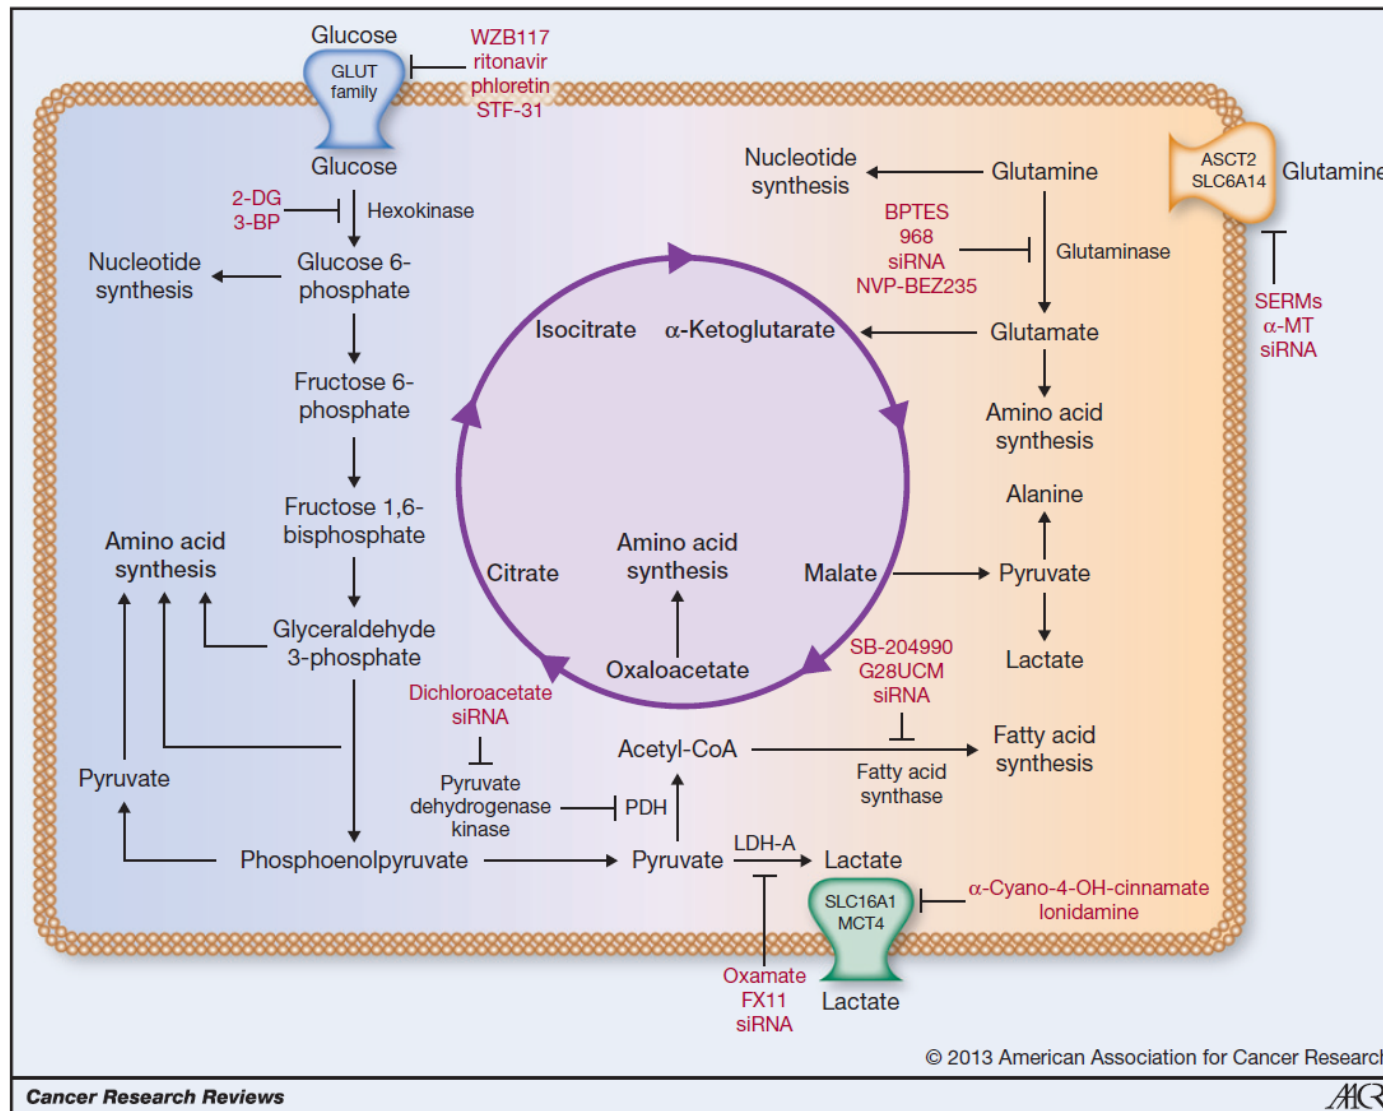 Glucose
GLUT
family
WZB117
ritonavir
phloretin
STF-31
Glucose
2-DG
3-BP
Hexokinase
Nucleotide
synthesis
Glucose 6-
phosphate
Fructose 6-
phosphate
Fructose 1,6-
bisphosphate
Amino acid
synthesis
Glyceraldehyde
3-phosphate
Pyruvate
Phosphoenolpyruvate
Isocitrate
α-Ketoglutarate
Citrate
Amino acid
synthesis
Malate
Oxaloacetate
Dichloroacetate
siRNA
Pyruvate
dehydrogenase
kinase
PDH
Acetyl-CoA
Pyruvate
LDH-A
Lactate
SLC16A1
MCT4
Lactate
Oxamate
FX11
siRNA
α-Cyano-4-OH-cinnamate
lonidamine
SB-204990
G28UCM
siRNA
Fatty acid
synthase
Fatty acid
synthesis
Nucleotide
synthesis
Glutamine
BPTES
968
siRNA
NVP-BEZ235
Glutaminase
Glutamate
Amino acid
synthesis
Alanine
Pyruvate
Lactate
ASCT2
SLC6A14
Glutamine
SERMs
α-MT
siRNA
© 2013 American Association for Cancer Research
Cancer Research Reviews
AACR